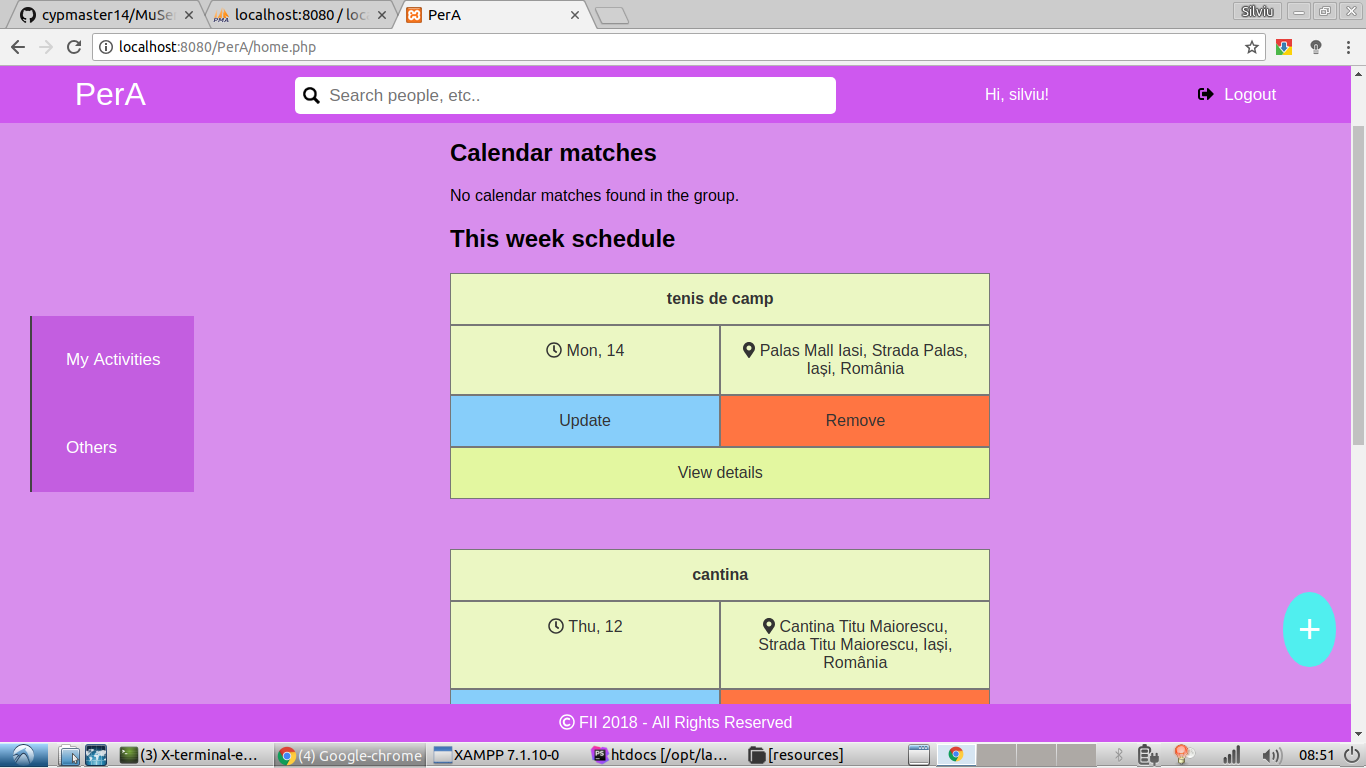 cypmaster14/MuSe
localhost:8080 / loc
PerA
Silviu
localhost:8080/PerA/home.php
PerA
Search people, etc..
Hi, silviu!
Logout
Calendar matches
No calendar matches found in the group.
This week schedule
My Activities
Others
tenis de camp
Mon, 14
Palas Mall Iasi, Strada Palas,
Iași, România
Update
Remove
View details
cantina
Thu, 12
Cantina Titu Maiorescu,
Strada Titu Maiorescu, Iași,
România
+
© FII 2018 - All Rights Reserved
(3) X-terminal-e...
(4) Google-chrome
XAMPP 7.1.10-0
PS
htdocs [/opt/la...
[resources]
08:51